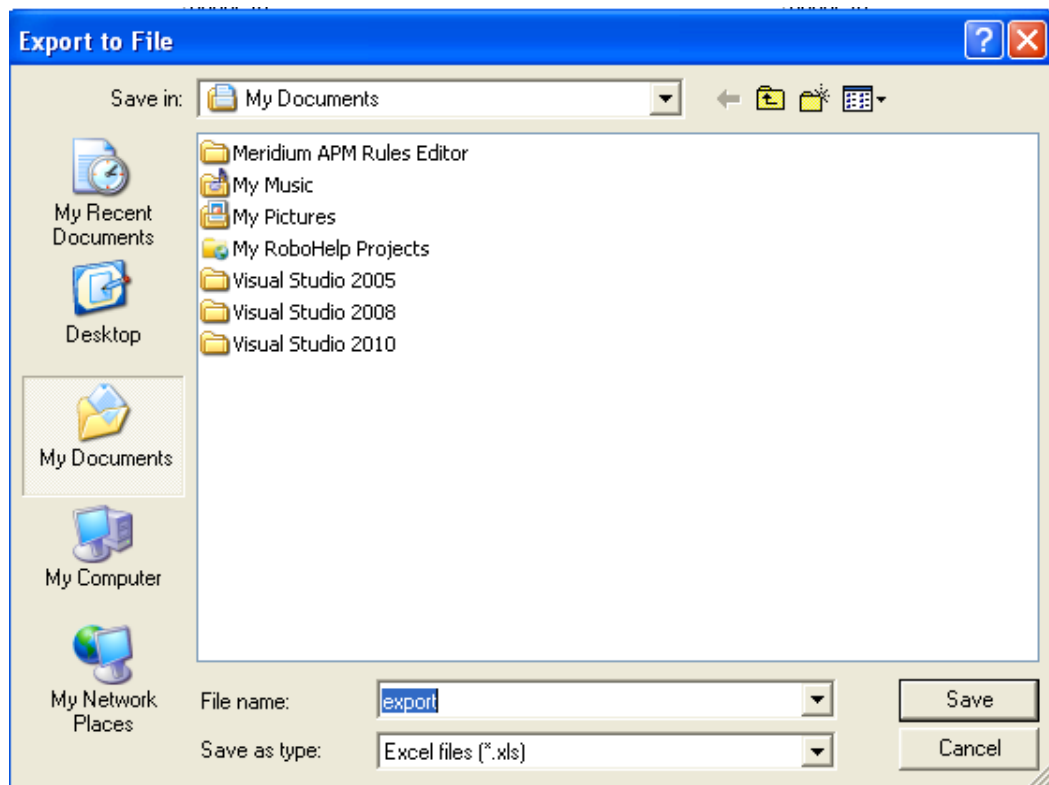 Export to File
Save in:
My Documents
Meridium APM Rules Editor
My Music
My Pictures
My RoboHelp Projects
Visual Studio 2005
Visual Studio 2008
Visual Studio 2010
My Recent
Documents
Desktop
My Documents
My Computer
My Network
Places
File name:
export
Save
Save as type:
Excel files (*.xls)
Cancel